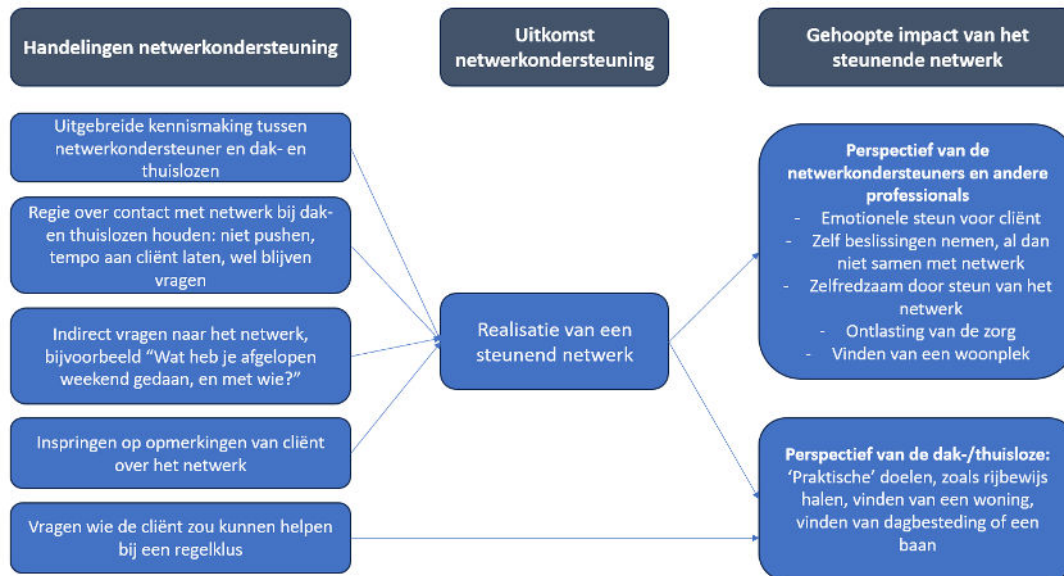 Handelingen netwerkondersteuning
Uitkomst
netwerkondersteuning
Gehoopte impact van het
steunende netwerk
Uitgebreide kennismaking tussen
netwerkondersteuner en dak- en
thuislozen
Regie over contact met netwerk bij dak-
en thuislozen houden: niet pushen,
tempo aan cliënt laten, wel blijven
vragen
Indirect vragen naar het netwerk,
bijvoorbeeld “Wat heb je afgelopen
weekend gedaan, en met wie?”
Inspringen op opmerkingen van cliënt
over het netwerk
Vragen wie de cliënt zou kunnen helpen
bij een regelklus
Realisatie van een
steunend netwerk
Perspectief van de
netwerkondersteuners en andere
professionals
- Emotionele steun voor cliënt
- Zelf beslissingen nemen, al dan
niet samen met netwerk
- Zelfredzaam door steun van het
netwerk
- Ontlasting van de zorg
- Vinden van een woonplek
Perspectief van de dak-/thuisloze:
‘Praktische’ doelen, zoals rijbewijs
halen, vinden van een woning,
vinden van dagbesteding of een
baan